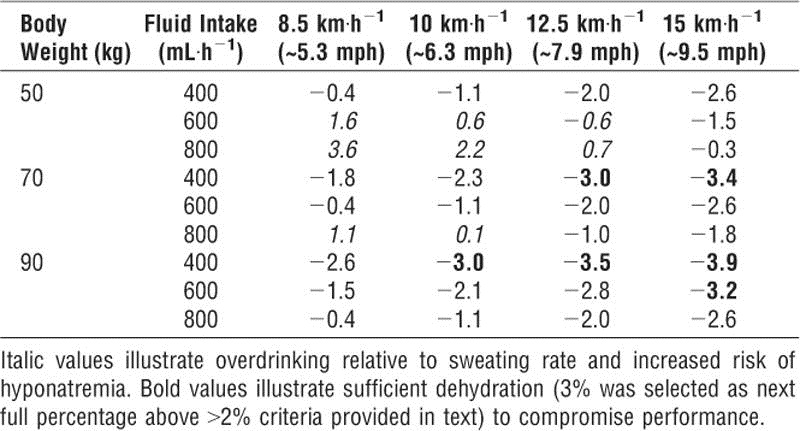 Body Fluid Intake 8.5 km·h−1 10 km·h−1 12.5 km·h−1 15 km·h−1
Weight (kg) (mL·h−1) (~5.3 mph) (~6.3 mph) (~7.9 mph) (~9.5 mph)
50 400 −0.4 −1.1 −2.0 −2.6
600 1.6 0.6 −0.6 −1.5
800 3.6 2.2 0.7 −0.3
70 400 −1.8 −2.3 −3.0 −3.4
600 −0.4 −1.1 −2.0 −2.6
800 1.1 0.1 −1.0 −1.8
90 400 −2.6 −3.0 −3.5 −3.9
600 −1.5 −2.1 −2.8 −3.2
800 −0.4 −1.1 −2.0 −2.6
Italic values illustrate overdrinking relative to sweating rate and increased risk of
hyponatremia. Bold values illustrate sufficient dehydration (3% was selected as next
full percentage above >2% criteria provided in text) to compromise performance.